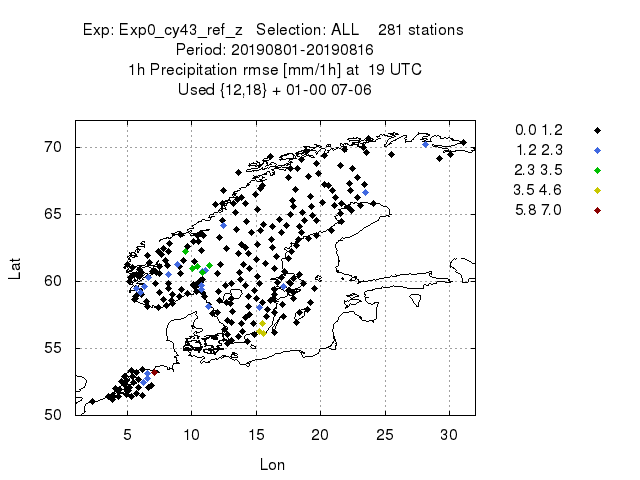 Exp: Exp0_cy43_ref_z Selection: ALL 281 stations
Period: 20190801-20190816
1h Precipitation rmse [mm/1h] at 19 UTC
Used {12,18} + 01-00 07-06
0.0 1.2
1.2 2.3
2.3 3.5
3.5 4.6
5.8 7.0
70
65
60
55
50
Lat
5 10 15 20 25 30
Lon